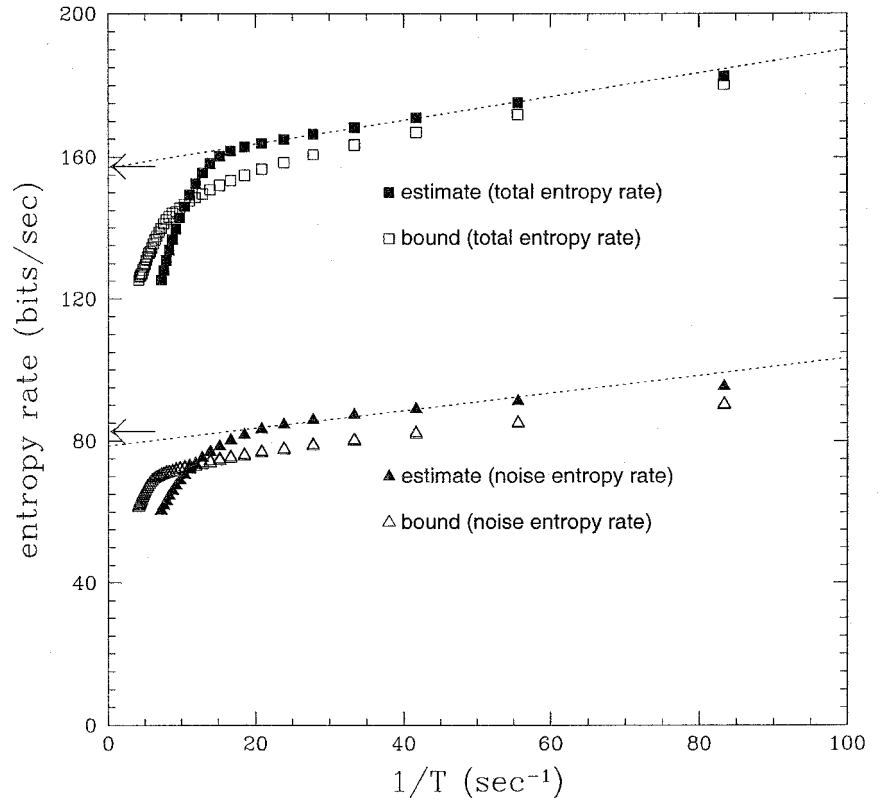 200
160
120
80
40
0
entropy rate (bits/sec)
estimate (total entropy rate)
bound (total entropy rate)
estimate (noise entropy rate)
bound (noise entropy rate)
0 20 40 60 80 100
1/T (sec⁻¹)